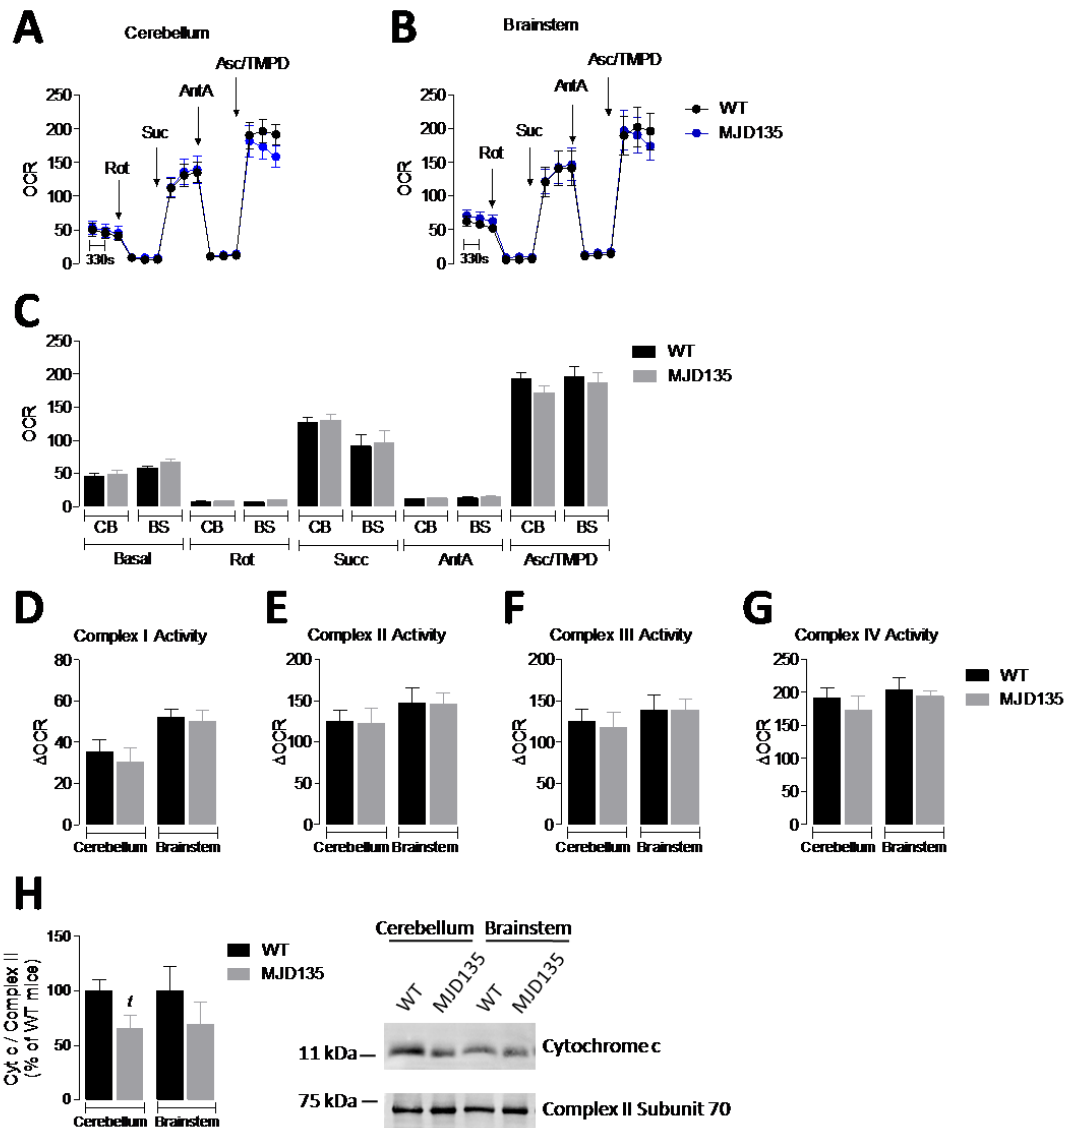 A
Cerebellum
Asc/TMPD
AntA
Suc
Rot
250
200
150
100
50
0
OCR
330s
B
Brainstem
Asc/TMPD
AntA
Suc
Rot
250
200
150
100
50
0
OCR
330s
WT
MJD135
C
250
200
150
100
50
0
OCR
WT
MJD135
CB BS CB BS CB BS CB BS CB BS
Basal Rot Succ AntA Asc/TMPD
D
Complex I Activity
80
60
40
20
0
ΔOCR
Cerebellum Brainstem
E
Complex II Activity
200
150
100
50
0
ΔOCR
Cerebellum Brainstem
F
Complex III Activity
200
150
100
50
0
ΔOCR
Cerebellum Brainstem
G
Complex IV Activity
250
200
150
100
50
0
ΔOCR
Cerebellum Brainstem
WT
MJD135
H
150
100
50
0
Cyt c / Complex II
(% of WT mice)
t
Cerebellum Brainstem
WT
MJD135
Cerebellum Brainstem
WT MJD135 WT MJD135
11 kDa
Cytochrome c
75 kDa
Complex II Subunit 70